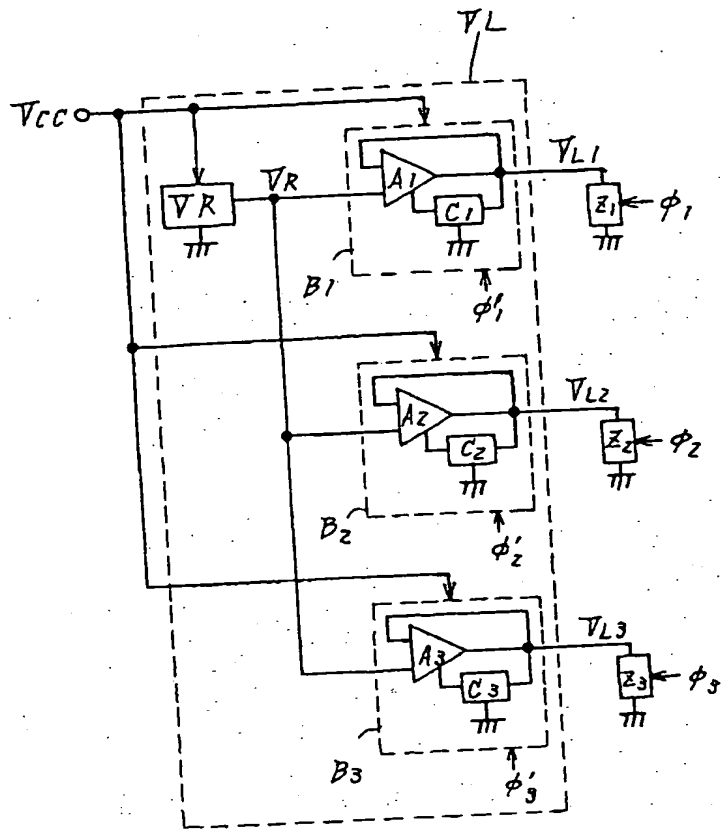 VL
VCC
VR
VR
A1
C1
VL1
Z1
ϕ1
B1
ϕ'1
A2
C2
VL2
Z2
ϕ2
B2
ϕ'2
A3
C3
VL3
Z3
ϕ3
B3
ϕ'3